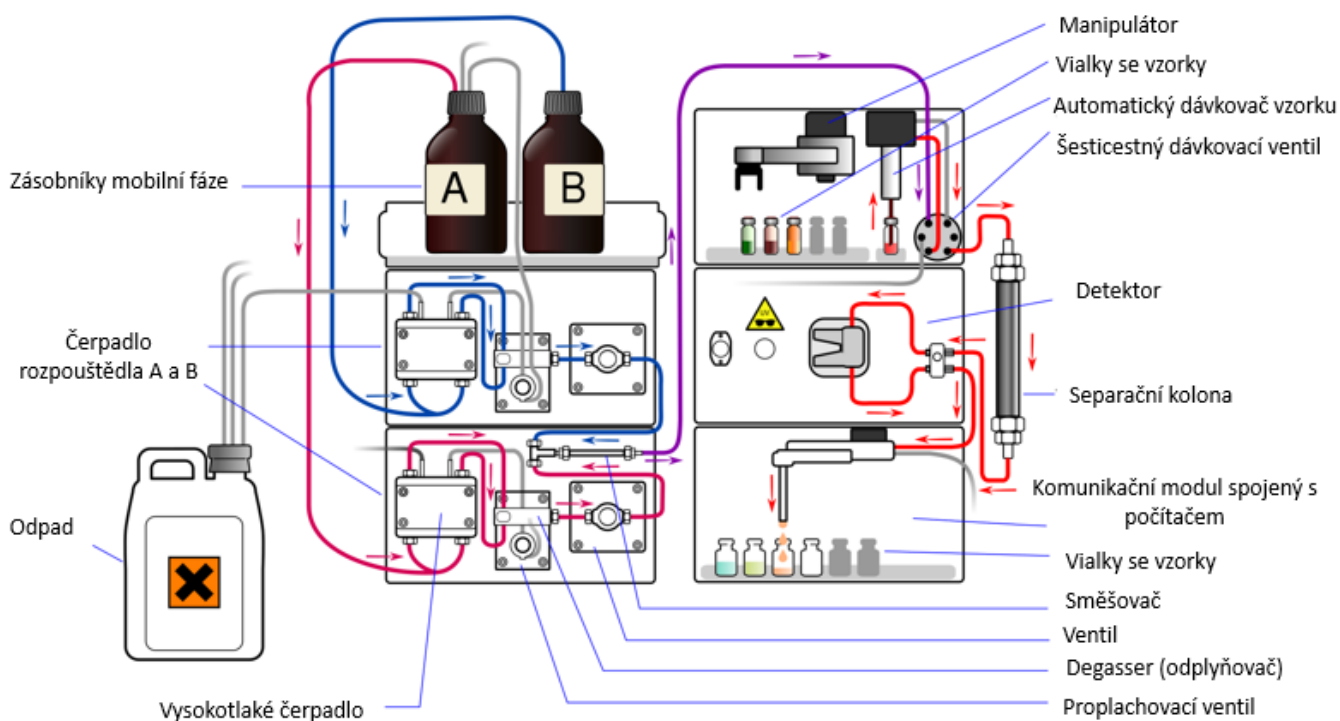 Manipulátor
Vialky se vzorky
Automatický dávkovač vzorku
Šesticestný dávkovací ventil
Zásobníky mobilní fáze
A
B
UV
Detektor
Čerpadlo
rozpouštědla A a B
Separační kolona
Komunikační modul spojený s
počítačem
Odpad
Vialky se vzorky
Směšovač
Ventil
Degasser (odplyňovač)
Vysokotlaké čerpadlo
Proplachovací ventil